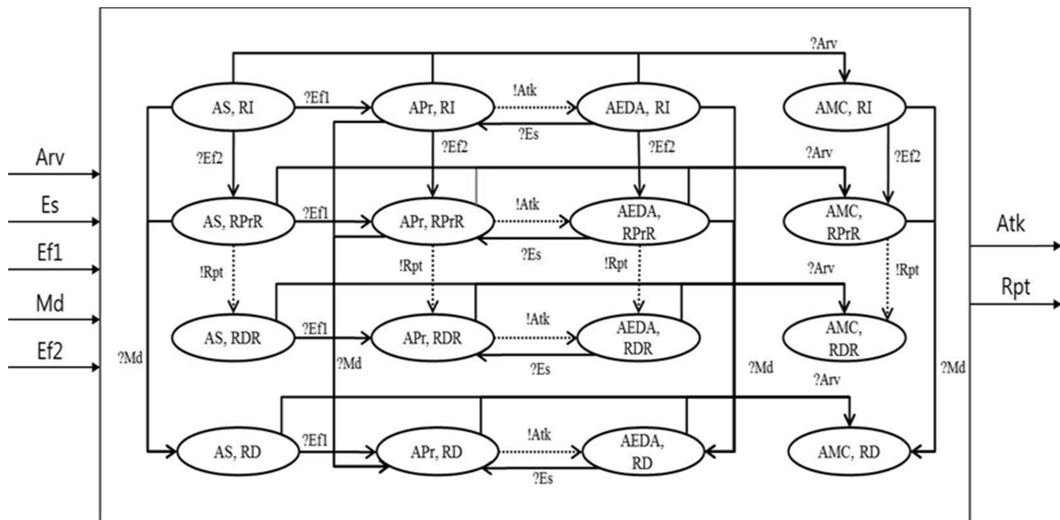 ?Arv
AS, RI
?Ef1
APr, RI
!Atk
AEDA, RI
?Es
AMC, RI
?Ef2
?Ef2
?Ef2
?Ef2
Arv
?Arv
Es
AS, RPrR
?Ef1
APr, RPrR
!Atk
AEDA,
RPrR
?Es
AMC,
RPrR
Atk
Ef1
!Rpt
!Rpt
!Rpt
!Rpt
?Arv
Rpt
Md
AS, RDR
?Ef1
APr, RDR
!Atk
AEDA,
RDR
?Es
AMC,
RDR
Ef2
?Md
?Md
?Md
?Md
?Arv
AS, RD
?Ef1
APr, RD
!Atk
AEDA,
RD
?Es
AMC, RD